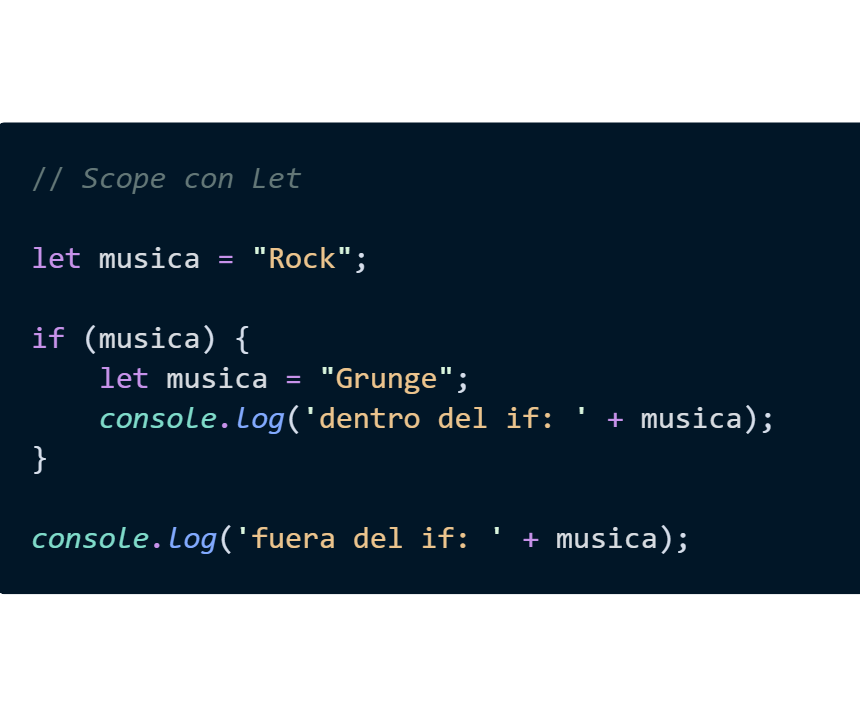 // Scope con Let
let musica = "Rock";
if (musica) {
let musica = "Grunge";
console.log('dentro del if: ' + musica);
}
console.log('fuera del if: ' + musica);